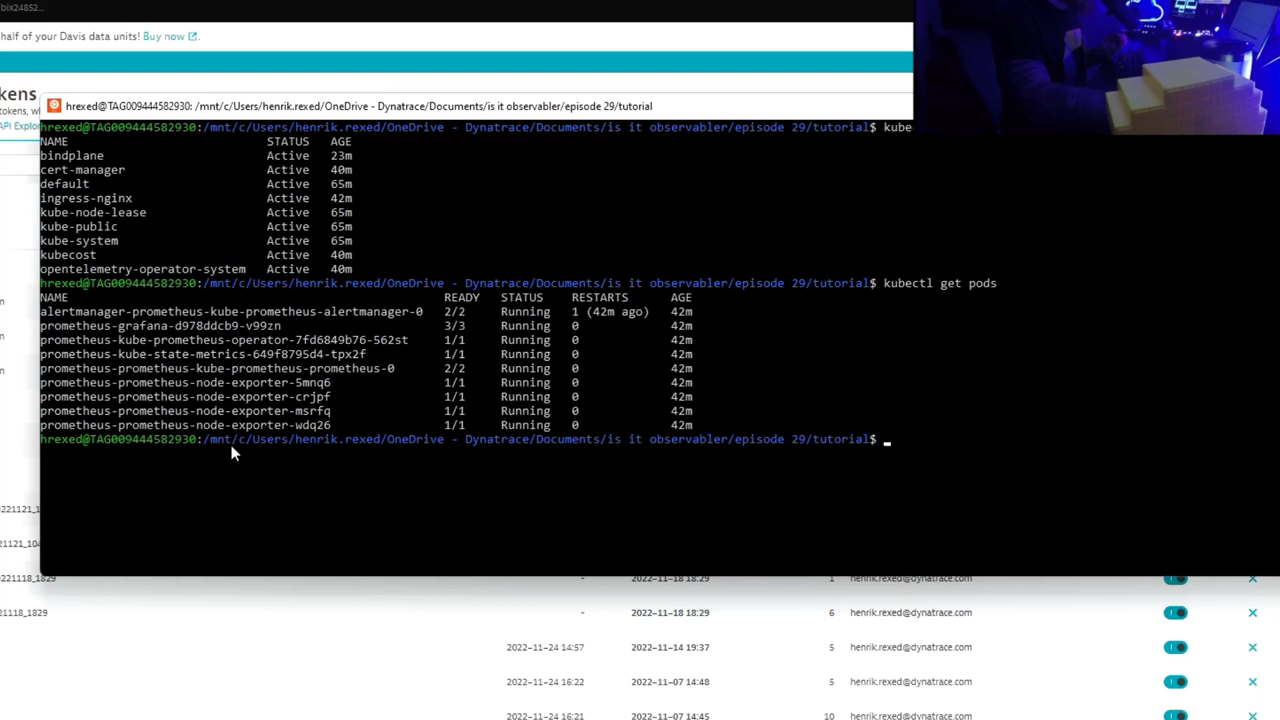 bix24852...
half of your Davis data units! Buy now
kens
tokens, w
API Explor
hrexed@TAG009444582930: /mnt/c/Users/henrik.rexed/OneDrive - Dynatrace/Documents/is it observabler/episode 29/tutorial
hrexed@TAG009444582930:/mnt/c/Users/henrik.rexed/OneDrive - Dynatrace/Documents/is it observabler/episode 29/tutorial$ kube
NAME STATUS AGE
bindplane Active 23m
cert-manager Active 40m
default Active 65m
ingress-nginx Active 42m
kube-node-lease Active 65m
kube-public Active 65m
kube-system Active 65m
kubecost Active 40m
opentelemetry-operator-system Active 40m
hrexed@TAG009444582930:/mnt/c/Users/henrik.rexed/OneDrive - Dynatrace/Documents/is it observabler/episode 29/tutorial$ kubectl get pods
NAME READY STATUS RESTARTS AGE
alertmanager-prometheus-kube-prometheus-alertmanager-0 2/2 Running 1 (42m ago) 42m
prometheus-grafana-d978ddcb9-v99zn 3/3 Running 0 42m
prometheus-kube-prometheus-operator-7fd6849b76-562st 1/1 Running 0 42m
prometheus-kube-state-metrics-649f8795d4-tpx2f 1/1 Running 0 42m
prometheus-prometheus-kube-prometheus-prometheus-0 2/2 Running 0 42m
prometheus-prometheus-node-exporter-5mnq6 1/1 Running 0 42m
prometheus-prometheus-node-exporter-crjpf 1/1 Running 0 42m
prometheus-prometheus-node-exporter-msrfq 1/1 Running 0 42m
prometheus-prometheus-node-exporter-wdq26 1/1 Running 0 42m
hrexed@TAG009444582930:/mnt/c/Users/henrik.rexed/OneDrive - Dynatrace/Documents/is it observabler/episode 29/tutorial$
0221121_1
21121_104
0221118_1829 - 2022-11-18 18:29 1 henrik.rexed@dynatrace.com
0221118_1829 - 2022-11-18 18:29 6 henrik.rexed@dynatrace.com
2022-11-24 14:57 2022-11-14 19:37 5 henrik.rexed@dynatrace.com
2022-11-24 16:22 2022-11-07 14:48 5 henrik.rexed@dynatrace.com
2022-11-24 16:21 2022-11-07 14:45 10 henrik.rexed@dynatrace.com